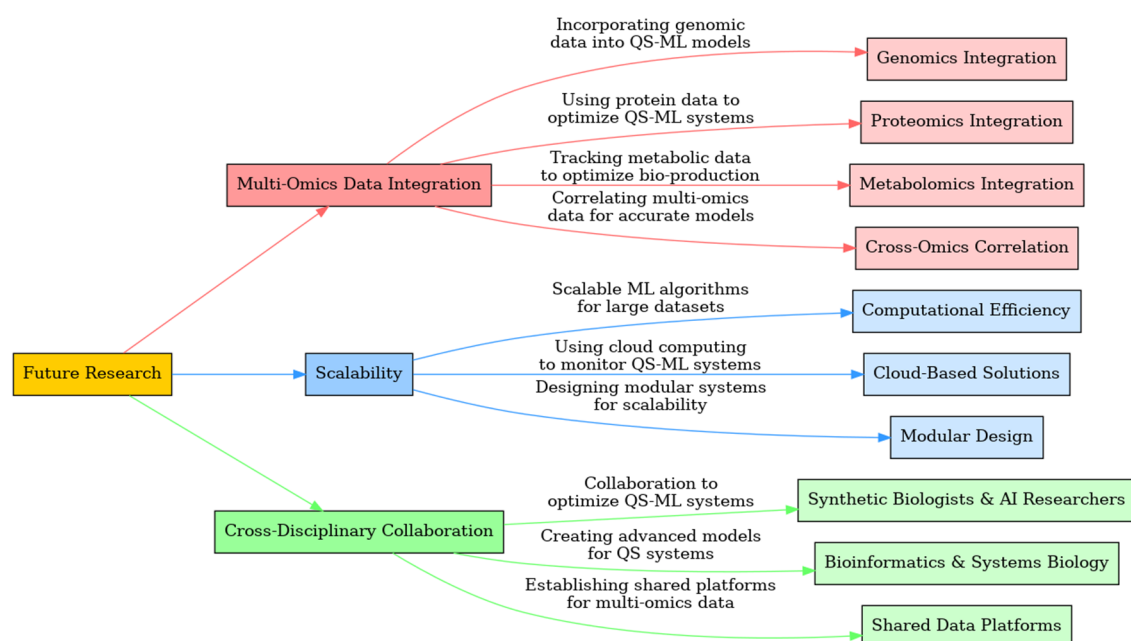 Incorporating genomic
data into QS-ML models
Genomics Integration
Using protein data to
optimize QS-ML systems
Proteomics Integration
Multi-Omics Data Integration
Tracking metabolic data
to optimize bio-production
Metabolomics Integration
Correlating multi-omics
data for accurate models
Cross-Omics Correlation
Scalable ML algorithms
for large datasets
Computational Efficiency
Future Research
Scalability
Using cloud computing
to monitor QS-ML systems
Cloud-Based Solutions
Designing modular systems
for scalability
Modular Design
Collaboration to
optimize QS-ML systems
Synthetic Biologists & AI Researchers
Cross-Disciplinary Collaboration
Creating advanced models
for QS systems
Bioinformatics & Systems Biology
Establishing shared platforms
for multi-omics data
Shared Data Platforms